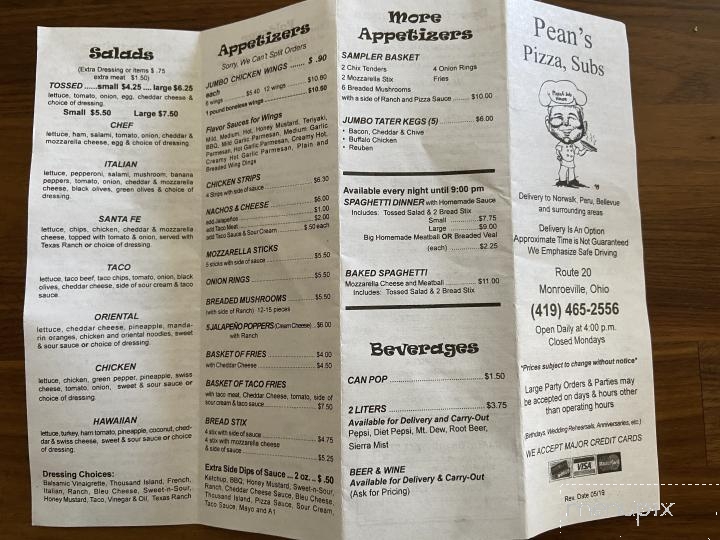 Salads
(Extra Dressing or items $ .75
extra meat $1.50)
TOSSED ......small $4.25 .... large $6.25
lettuce, tomato, onion, egg, cheddar cheese &
choice of dressing.
Small $5.50 Large $7.50
CHEF
lettuce, ham, salami, tomato, onion, cheddar &
mozzarella cheese, egg & choice of dressing.
ITALIAN
lettuce, pepperoni, salami, mushroom, banana
peppers, tomato, onion, cheddar & mozzarella
cheese, black olives, green olives & choice of
dressing.
SANTA FE
lettuce, chips, chicken, cheddar & mozzarella
cheese, topped with tomato & onion, served with
Texas Ranch or choice of dressing.
TACO
lettuce, taco beef, taco chips, tomato, onion, black
olives, cheddar cheese, sour cream & taco
sauce.
ORIENTAL
lettuce, cheddar cheese, pineapple, manda-
rin oranges, chicken and oriental noodles, sweet
& sour sauce or choice of dressing.
CHICKEN
lettuce, chicken, green pepper, pineapple, swiss
cheese, tomato, onion, sweet & sour sauce or
choice of dressing.
HAWAIIAN
lettuce, turkey, ham tomato, pineapple, coconut, ched-
dar & swiss cheese, sweet & sour sauce or choice
of dressing.
Dressing Choices:
Balsamic Vinaigrette, Thousand Island, French,
Italian, Ranch, Bleu Cheese, Sweet-n-Sour,
Honey Mustard, Taco, Vinegar & Oil, Texas Ranch
Appetizers
Sorry, We Can't Split Orders
JUMBO CHICKEN WINGS ...... $ .90
each
6 wings ........ $5.40 12 wings ........ $10.80
1 pound boneless wings ............ $10.50
Flavor Sauces for Wings
Mild, Medium, Hot, Honey Mustard, Teriyaki,
BBQ, Mild Garlic Parmesan, Medium Garlic
Parmesan, Hot Garlic Parmesan, Creamy Hot,
Creamy Hot Garlic Parmesan, Plain and
Breaded Wing Dings
CHICKEN STRIPS
4 Strips with side of sauce ............ $6.30
NACHOS & CHEESE ............ $6.00
add Jalapeños ............ $1.00
add Taco Meat ............ $2.00
add Taco Sauce & Sour Cream ........ $.50 each
MOZZARELLA STICKS
5 sticks with side of sauce ............ $5.50
ONION RINGS ............ $5.50
BREADED MUSHROOMS ............ $5.50
(with side of Ranch) 12-15 pieces
5 JALAPEÑO POPPERS (Cream Cheese) .. $6.00
with Ranch
BASKET OF FRIES ............ $4.00
with Cheddar Cheese ............ $4.50
BASKET OF TACO FRIES
with taco meat, Cheddar Cheese, tomato, side of
sour cream & taco sauce ............ $7.50
BREAD STIX
4 stix with side of sauce ............ $4.75
4 stix with mozzarella cheese
& side of sauce ............ $5.25
Extra Side Dips of Sauce ... 2 oz ... $ .50
Ketchup, BBQ, Honey Mustard, Sweet-n-Sour,
Ranch, Cheddar Cheese Sauce, Bleu Cheese,
Thousand Island, Pizza Sauce, Sour Cream,
Taco Sauce, Mayo and A1
More
Appetizers
SAMPLER BASKET
2 Chix Tenders 4 Onion Rings
2 Mozzarella Stix Fries
6 Breaded Mushrooms
with a side of Ranch and Pizza Sauce ...... $10.00
JUMBO TATER KEGS (5) ............ $6.00
• Bacon, Cheddar & Chive
• Buffalo Chicken
• Reuben
Available every night until 9:00 pm
SPAGHETTI DINNER with Homemade Sauce
Includes: Tossed Salad & 2 Bread Stix
Small ............ $7.75
Large ............ $9.00
Big Homemade Meatball OR Breaded Veal
(each) ............ $2.25
BAKED SPAGHETTI
Mozzarella Cheese and Meatball ............ $11.00
Includes: Tossed Salad & 2 Bread Stix
Beverages
CAN POP ............ $1.50
2 LITERS ............ $3.75
Available for Delivery and Carry-Out
Pepsi, Diet Pepsi, Mt. Dew, Root Beer,
Sierra Mist
BEER & WINE
Available for Delivery & Carry-Out
(Ask for Pricing)
Pean's
Pizza, Subs
Delivery to Norwalk, Peru, Bellevue
and surrounding areas
Delivery Is An Option
Approximate Time is Not Guaranteed
We Emphasize Safe Driving
Route 20
Monroeville, Ohio
(419) 465-2556
Open Daily at 4:00 p.m.
Closed Mondays
"Prices subject to change without notice"
Large Party Orders & Parties may
be accepted on days & hours other
than operating hours
(Birthdays, Wedding Rehearsals, Anniversaries, etc.)
WE ACCEPT MAJOR CREDIT CARDS
VISA
MasterCard
Rev. Date 05/19